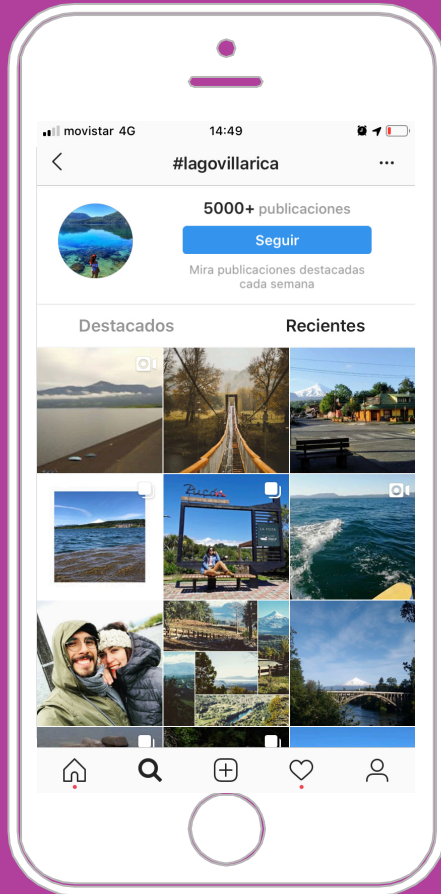 movistar 4G 14:49
#lagovillarica
5000+ publicaciones
Seguir
Mira publicaciones destacadas
cada semana
Destacados Recientes
Pucón